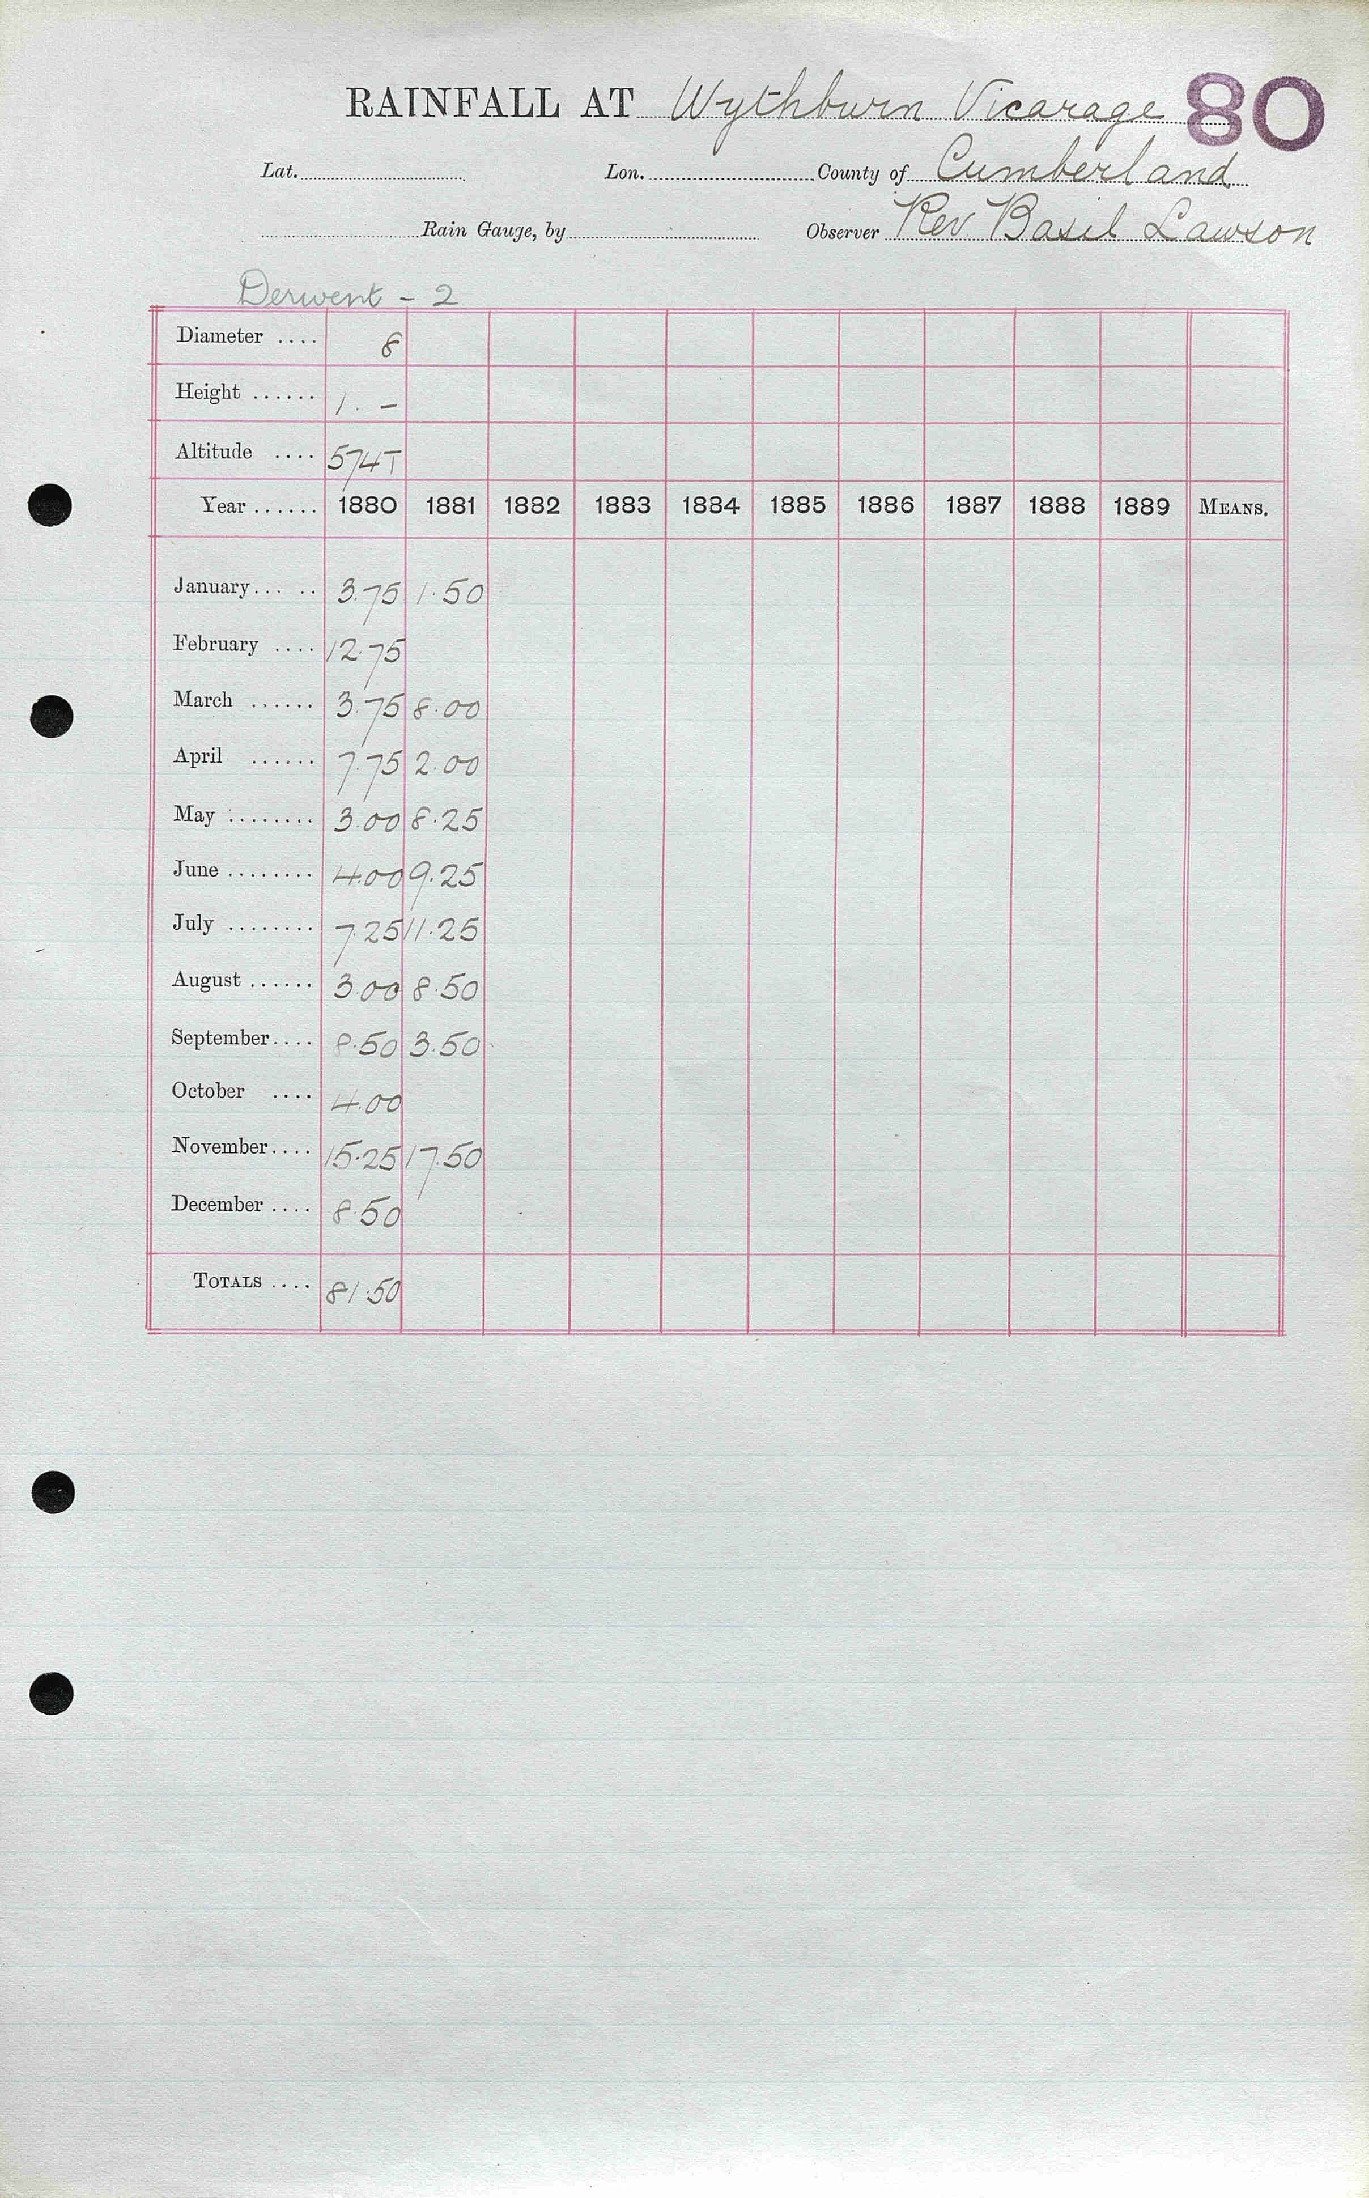 RAINFALL AT Wythburn Vicarage 80
Lat. Lon. County of Cumberland
Rain Gauge, by Observer Rev. Basil Lawson
Derwent - 2
Diameter .... 8
Height ...... 1. -
Altitude .... 574T
Year ...... 1880 1881 1882 1883 1884 1885 1886 1887 1888 1889 MEANS.
January ..... 3.75 1.50
February .... 12.75
March ...... 3.75 8.00
April ...... 7.75 2.00
May ........ 3.00 8.25
June ........ 4.00 9.25
July ........ 7.25 11.25
August ...... 3.00 8.50
September .... 8.50 3.50
October .... 4.00
November .... 15.25 17.50
December .... 8.50
TOTALS .... 81.50